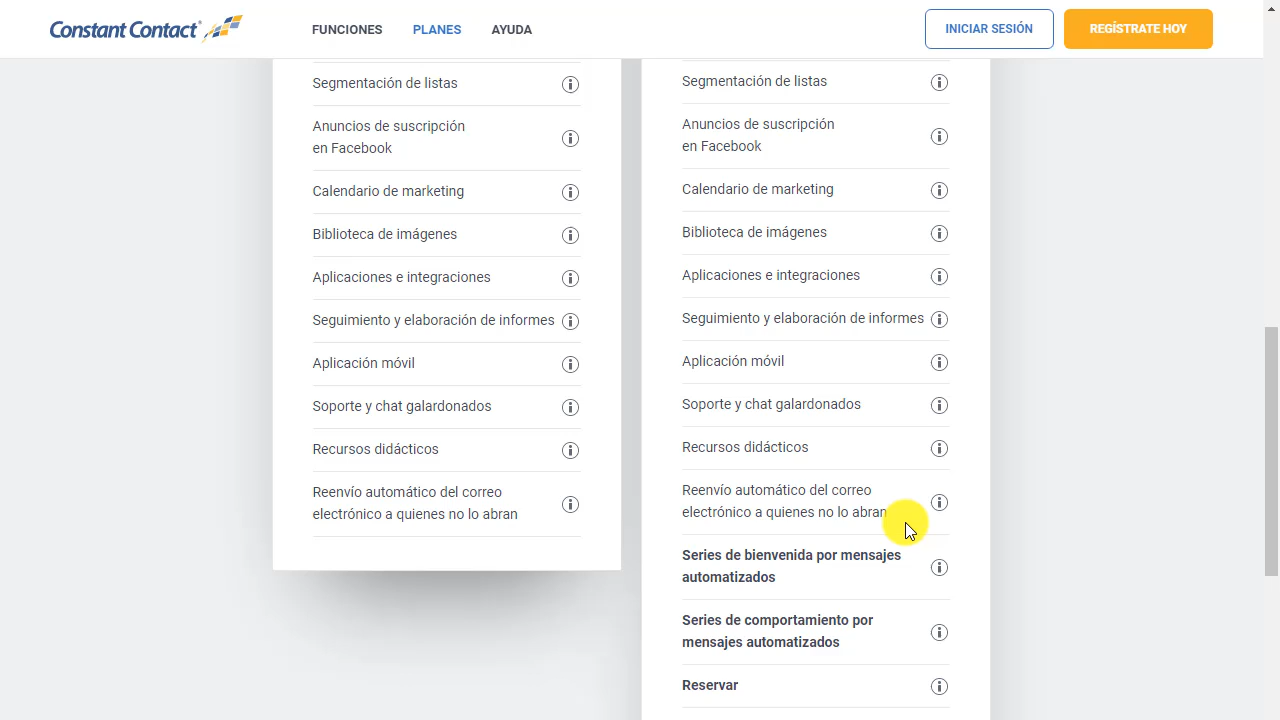 Constant Contact
FUNCIONES
PLANES
AYUDA
INICIAR SESIÓN
REGÍSTRATE HOY
Segmentación de listas
Anuncios de suscripción
en Facebook
Calendario de marketing
Biblioteca de imágenes
Aplicaciones e integraciones
Seguimiento y elaboración de informes
Aplicación móvil
Soporte y chat galardonados
Recursos didácticos
Reenvío automático del correo
electrónico a quienes no lo abran
Segmentación de listas
Anuncios de suscripción
en Facebook
Calendario de marketing
Biblioteca de imágenes
Aplicaciones e integraciones
Seguimiento y elaboración de informes
Aplicación móvil
Soporte y chat galardonados
Recursos didácticos
Reenvío automático del correo
electrónico a quienes no lo abran
Series de bienvenida por mensajes
automatizados
Series de comportamiento por
mensajes automatizados
Reservar